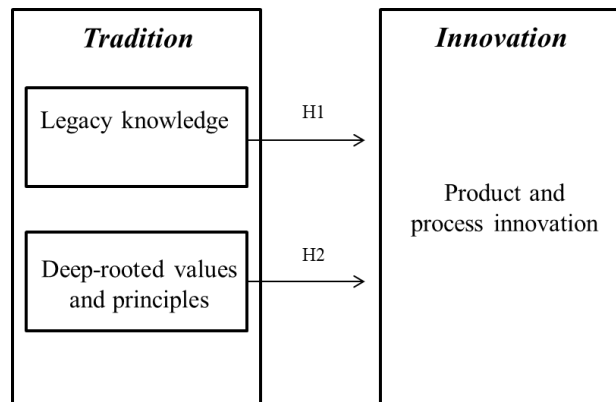 Tradition
Legacy knowledge
Deep-rooted values
and principles
H1
H2
Innovation
Product and
process innovation